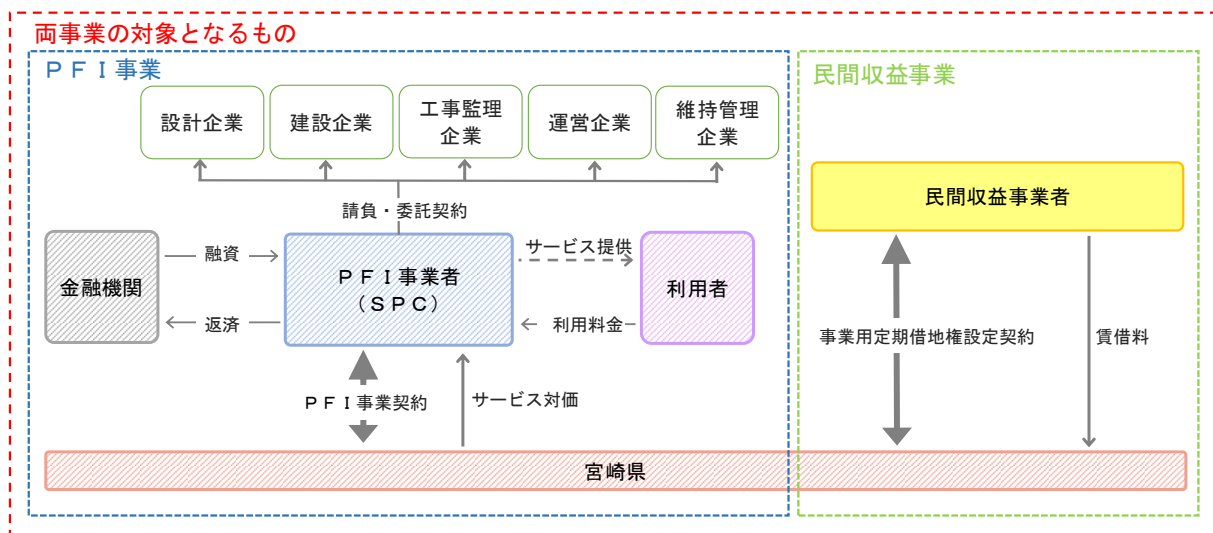 両事業の対象となるもの
ＰＦＩ事業
民間収益事業
設計企業
建設企業
工事監理
企業
運営企業
維持管理
企業
請負・委託契約
民間収益事業者
金融機関
融資
返済
ＰＦＩ事業者
（ＳＰＣ）
サービス提供
利用料金
利用者
事業用定期借地権設定契約
賃借料
ＰＦＩ事業契約
サービス対価
宮崎県